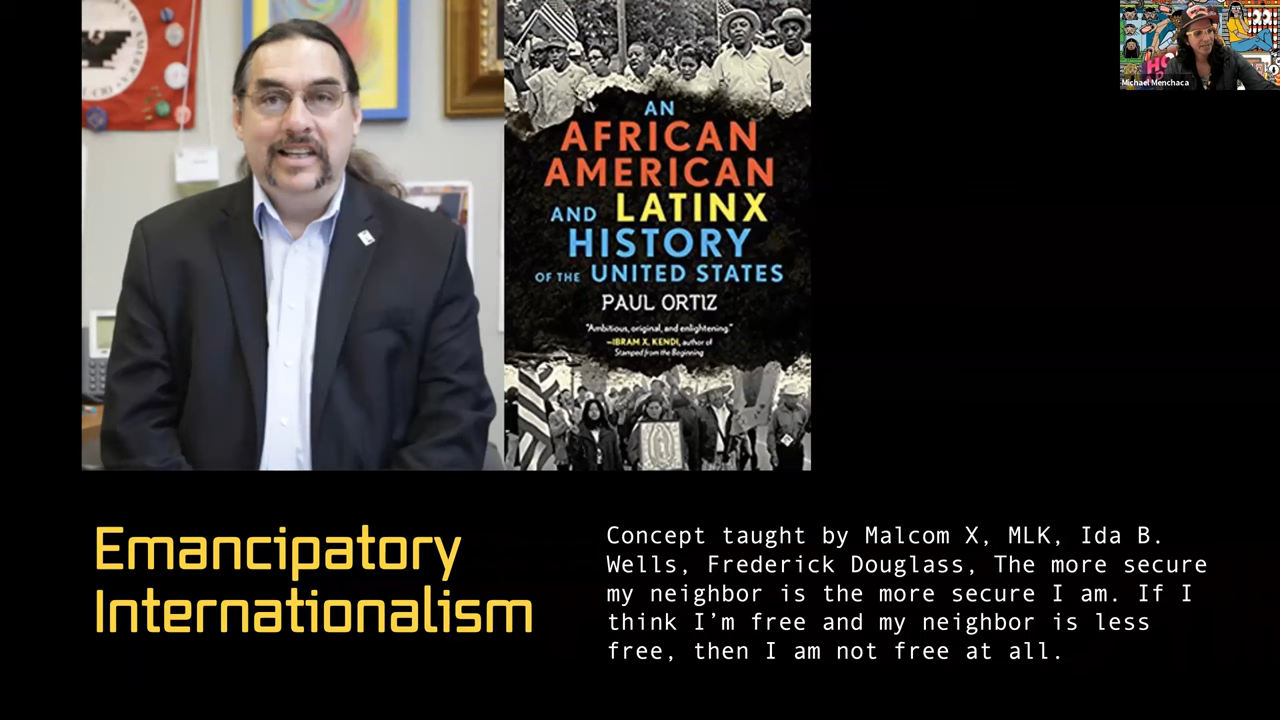 Michael Menchaca
AN
AFRICAN
AMERICAN
AND LATINX
HISTORY
OF THE UNITED STATES
PAUL ORTIZ
"Ambitious, original, and enlightening."
—IBRAM X. KENDI, author of
Stamped from the Beginning
Emancipatory
Internationalism
Concept taught by Malcom X, MLK, Ida B.
Wells, Frederick Douglass, The more secure
my neighbor is the more secure I am. If I
think I’m free and my neighbor is less
free, then I am not free at all.